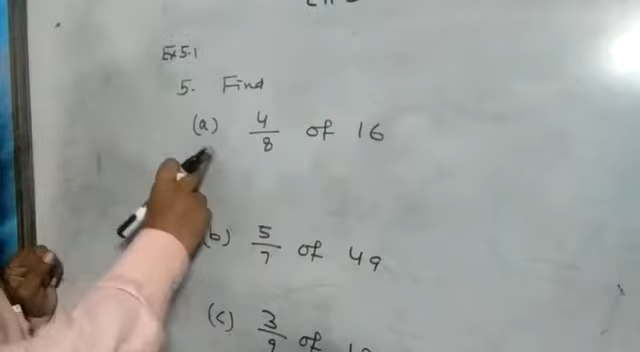 Ex 5.1
5. Find
(a) 4/8 of 16
(b) 5/7 of 49
(c) 3/9 of